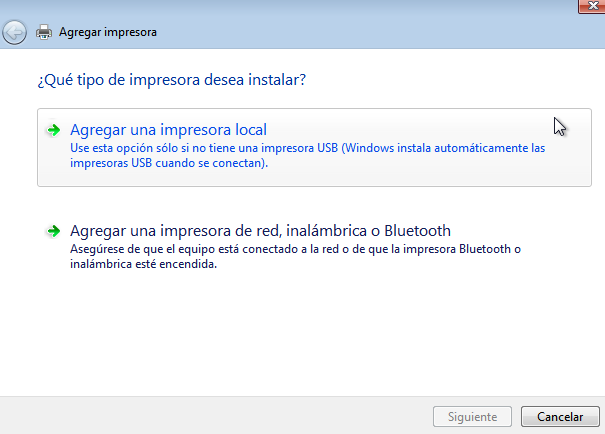 Agregar impresora
¿Qué tipo de impresora desea instalar?
Agregar una impresora local
Use esta opción sólo si no tiene una impresora USB (Windows instala automáticamente las
impresoras USB cuando se conectan).
Agregar una impresora de red, inalámbrica o Bluetooth
Asegúrese de que el equipo está conectado a la red o de que la impresora Bluetooth o
inalámbrica esté encendida.
Siguiente
Cancelar